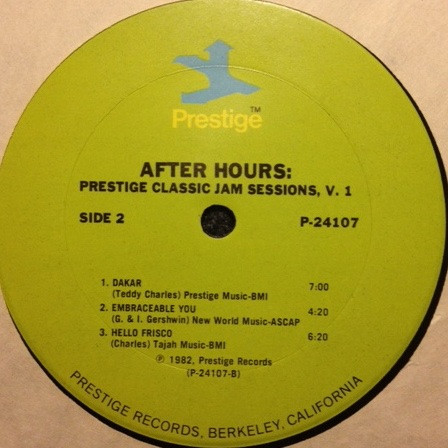 Prestige™
AFTER HOURS:
PRESTIGE CLASSIC JAM SESSIONS, V. 1
SIDE 2 P-24107
1. DAKAR 7:00
(Teddy Charles) Prestige Music-BMI
2. EMBRACEABLE YOU 4:20
(G. & I. Gershwin) New World Music-ASCAP
3. HELLO FRISCO 6:20
(Charles) Tajah Music-BMI
℗ 1982, Prestige Records
(P-24107-B)
PRESTIGE RECORDS, BERKELEY, CALIFORNIA